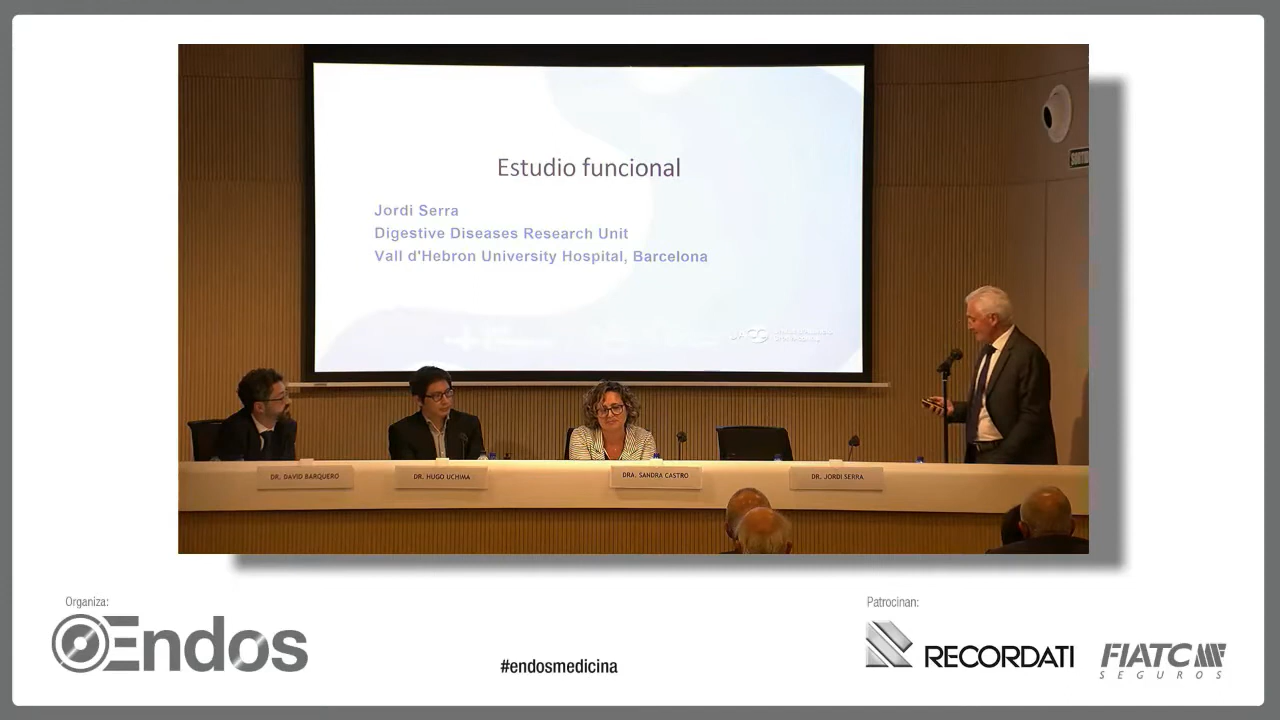 Estudio funcional
Jordi Serra
Digestive Diseases Research Unit
Vall d'Hebron University Hospital, Barcelona
DR. DAVID BARQUERO
DR. HUGO UCHIMA
DRA. SANDRA CASTRO
DR. JORDI SERRA
Organiza:
Endos
#endosmedicina
Patrocinan:
RECORDATI
FIATC
SEGUROS